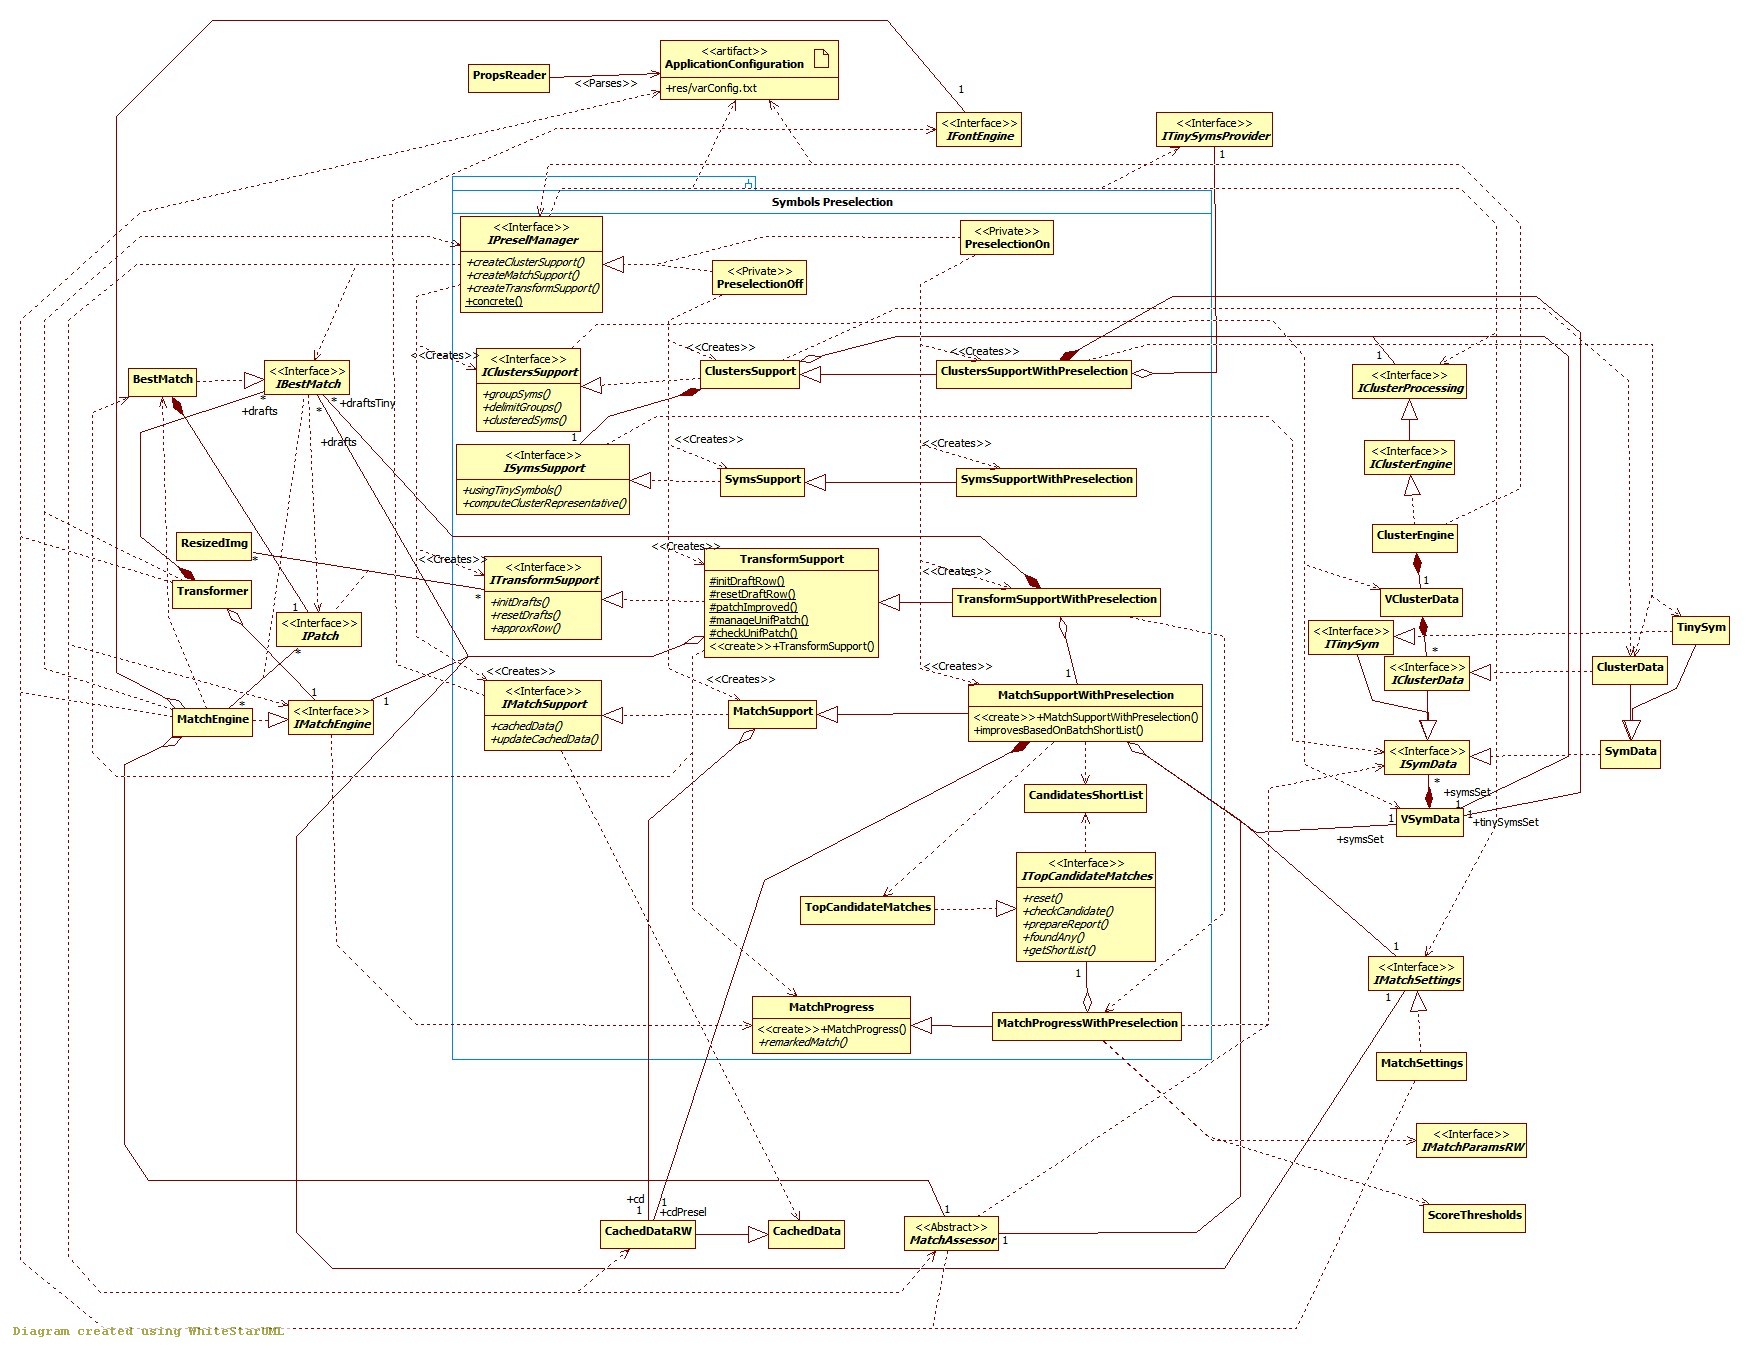 <<artifact>>
ApplicationConfiguration
+res/varConfig.txt
PropsReader
<<Parses>>
1
<<Interface>>
IFontEngine
<<Interface>>
ITinySymsProvider
1
Symbols Preselection
<<Interface>>
IPreselManager
+createClusterSupport()
+createMatchSupport()
+createTransformSupport()
+concrete()
<<Private>>
PreselectionOn
<<Private>>
PreselectionOff
<<Creates>>
<<Creates>>
<<Creates>>
<<Interface>>
IClustersSupport
+groupSyms()
+delimitGroups()
+clusteredSyms()
1
ClustersSupport
ClustersSupportWithPreselection
1
<<Interface>>
IClusterProcessing
BestMatch
<<Interface>>
IBestMatch
*
+drafts
*
*
+draftsTiny
+drafts
<<Interface>>
ISymsSupport
+usingTinySymbols()
+computeClusterRepresentative()
<<Creates>>
SymsSupport
<<Creates>>
SymsSupportWithPreselection
<<Interface>>
IClusterEngine
ClusterEngine
1
VClusterData
ResizedImg
*
Transformer
<<Creates>>
<<Interface>>
ITransformSupport
*
+initDrafts()
+resetDrafts()
+approxRow()
<<Creates>>
TransformSupport
#initDraftRow()
#resetDraftRow()
#patchImproved()
#manageUnifPatch()
#checkUnifPatch()
<<create>>+TransformSupport()
<<Creates>>
TransformSupportWithPreselection
1
<<Interface>>
ITinySym
TinySym
*
<<Interface>>
IClusterData
ClusterData
1
<<Interface>>
IPatch
*
*
MatchEngine
1
<<Interface>>
IMatchEngine
1
<<Creates>>
<<Interface>>
IMatchSupport
+cachedData()
+updateCachedData()
<<Creates>>
MatchSupport
<<Creates>>
MatchSupportWithPreselection
<<create>>+MatchSupportWithPreselection()
+improvesBasedOnBatchShortList()
<<Interface>>
ISymData
SymData
*
+symsSet
1
1
VSymData
1
+tinySymsSet
+symsSet
CandidatesShortList
<<Interface>>
ITopCandidateMatches
+reset()
+checkCandidate()
+prepareReport()
+foundAny()
+getShortList()
1
TopCandidateMatches
1
<<Interface>>
IMatchSettings
1
MatchProgress
<<create>>+MatchProgress()
+remarkedMatch()
MatchProgressWithPreselection
MatchSettings
<<Interface>>
IMatchParamsRW
ScoreThresholds
+cd
1
1
+cdPresel
CachedDataRW
CachedData
1
<<Abstract>>
MatchAssessor
1
Diagram created using WhiteStarUML